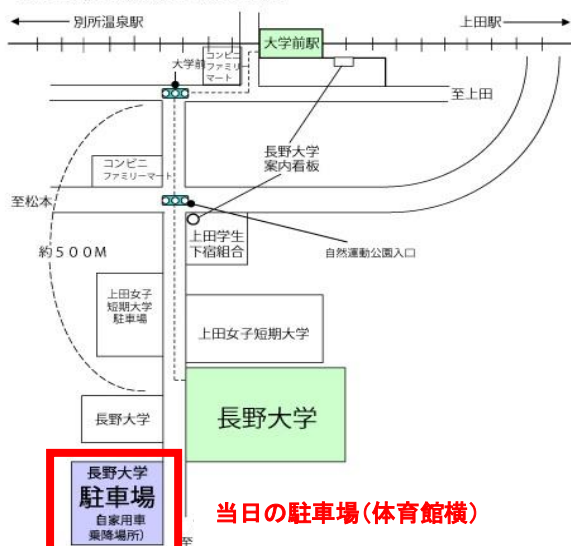 別所温泉駅
上田駅
大学前駅
コンビニ
ファミリー
マート
大学前
至上田
長野大学
案内看板
コンビニ
ファミリーマート
至松本
上田学生
下宿組合
自然運動公園入口
約500M
上田女子
短期大学
駐車場
上田女子短期大学
長野大学
長野大学
長野大学
駐車場
自家用車
乗降場所)
当日の駐車場(体育館横)
至